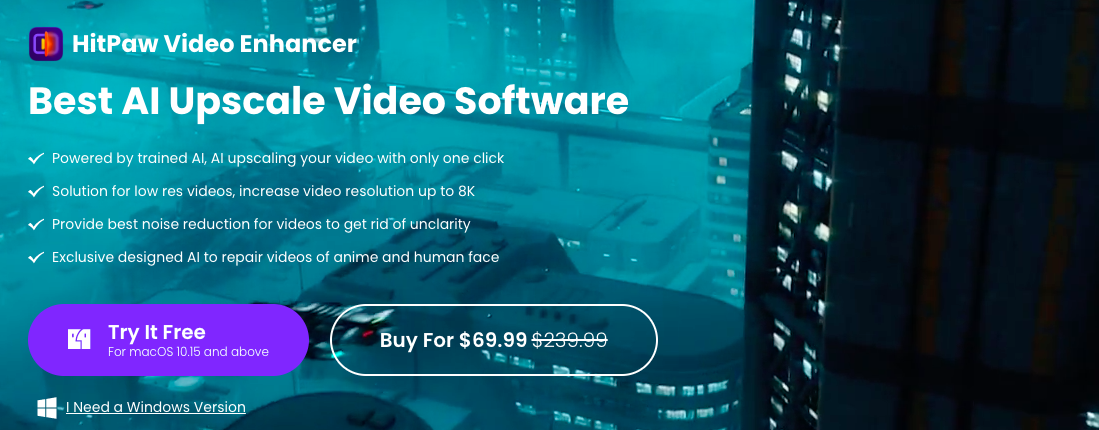 HitPaw Video Enhancer
Best AI Upscale Video Software
Powered by trained AI, AI upscaling your video with only one click
Solution for low res videos, increase video resolution up to 8K
Provide best noise reduction for videos to get rid of unclarity
Exclusive designed AI to repair videos of anime and human face
Try It Free
For macOS 10.15 and above
Buy For $69.99 $239.99
I Need a Windows Version